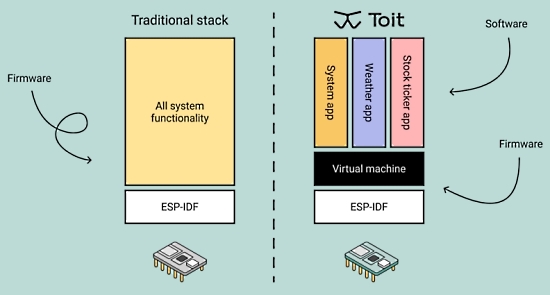 Traditional stack
Toit
Software
Firmware
All system
functionality
System app
Weather app
Stock ticker app
Firmware
Virtual machine
ESP-IDF
ESP-IDF